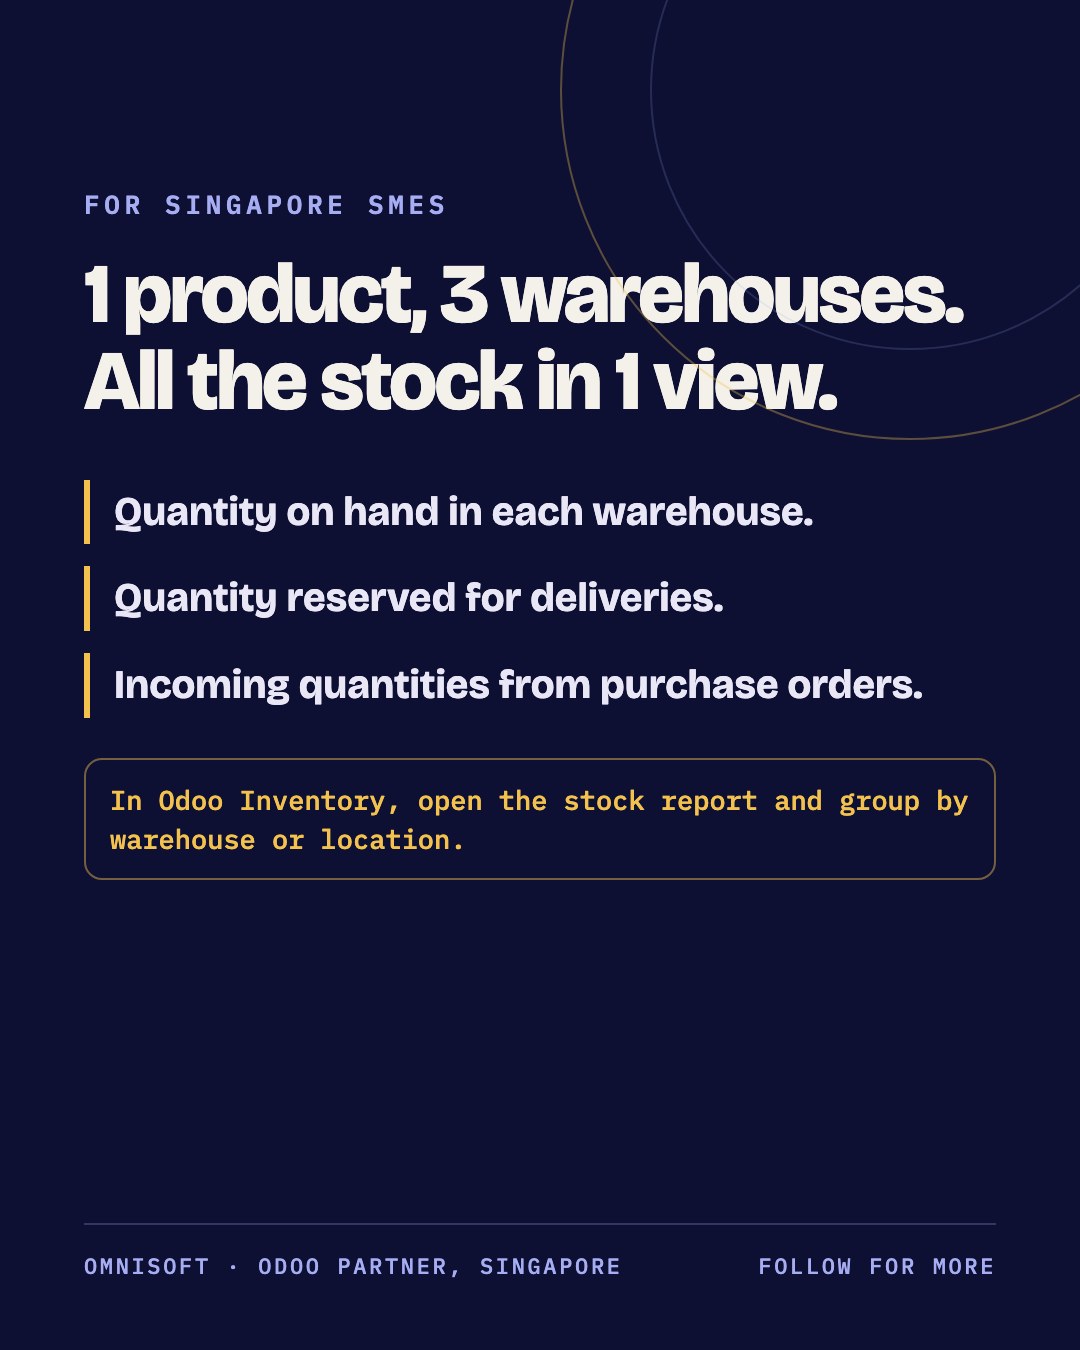 FOR SINGAPORE SMES
1 product, 3 warehouses.
All the stock in 1 view.
Quantity on hand in each warehouse.
Quantity reserved for deliveries.
Incoming quantities from purchase orders.
In Odoo Inventory, open the stock report and group by
warehouse or location.
OMNISOFT · ODOO PARTNER, SINGAPORE
FOLLOW FOR MORE